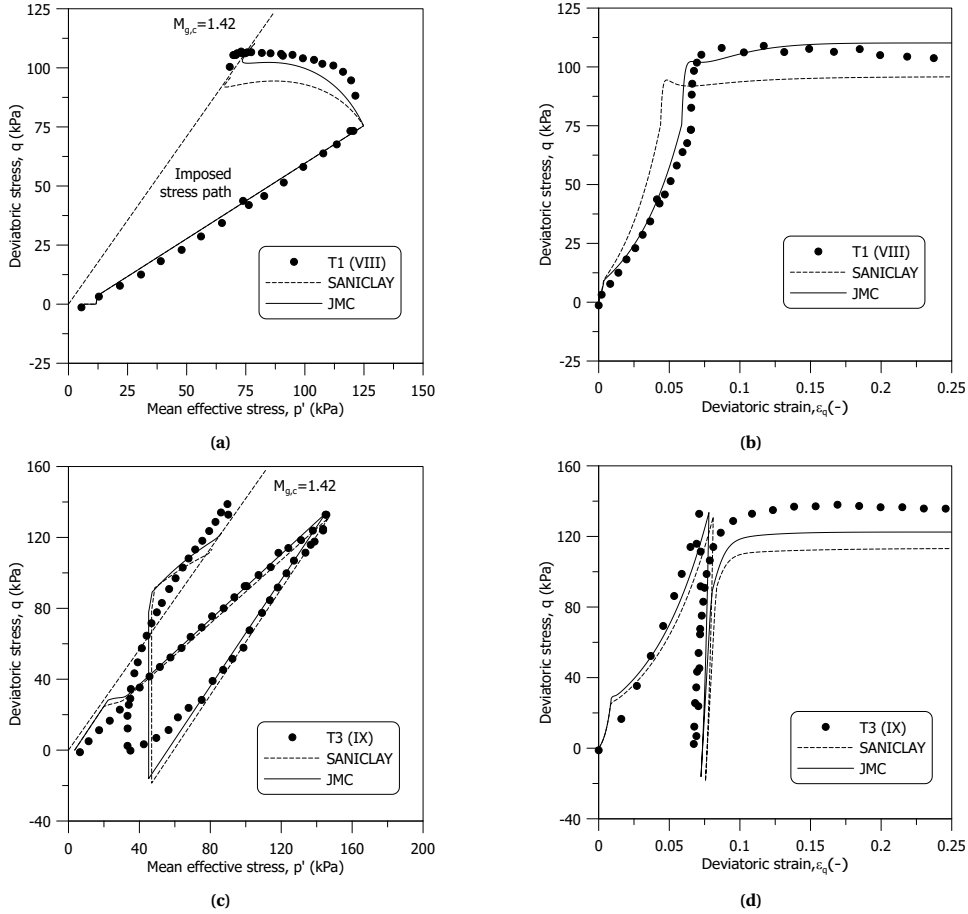 M_g,c=1.42
125
100
75
50
25
0
-25
Deviatoric stress, q (kPa)
Imposed
stress path
T1 (VIII)
SANICLAY
JMC
0 25 50 75 100 125 150
Mean effective stress, p' (kPa)
(a)
125
100
75
50
25
0
-25
Deviatoric stress, q (kPa)
T1 (VIII)
SANICLAY
JMC
0 0.05 0.1 0.15 0.2 0.25
Deviatoric strain,ε_q(-)
(b)
160
120
80
40
0
-40
Deviatoric stress, q (kPa)
M_g,c=1.42
T3 (IX)
SANICLAY
JMC
0 40 80 120 160 200
Mean effective stress, p' (kPa)
(c)
160
120
80
40
0
-40
Deviatoric stress, q (kPa)
T3 (IX)
SANICLAY
JMC
0 0.05 0.1 0.15 0.2 0.25
Deviatoric strain,ε_q(-)
(d)